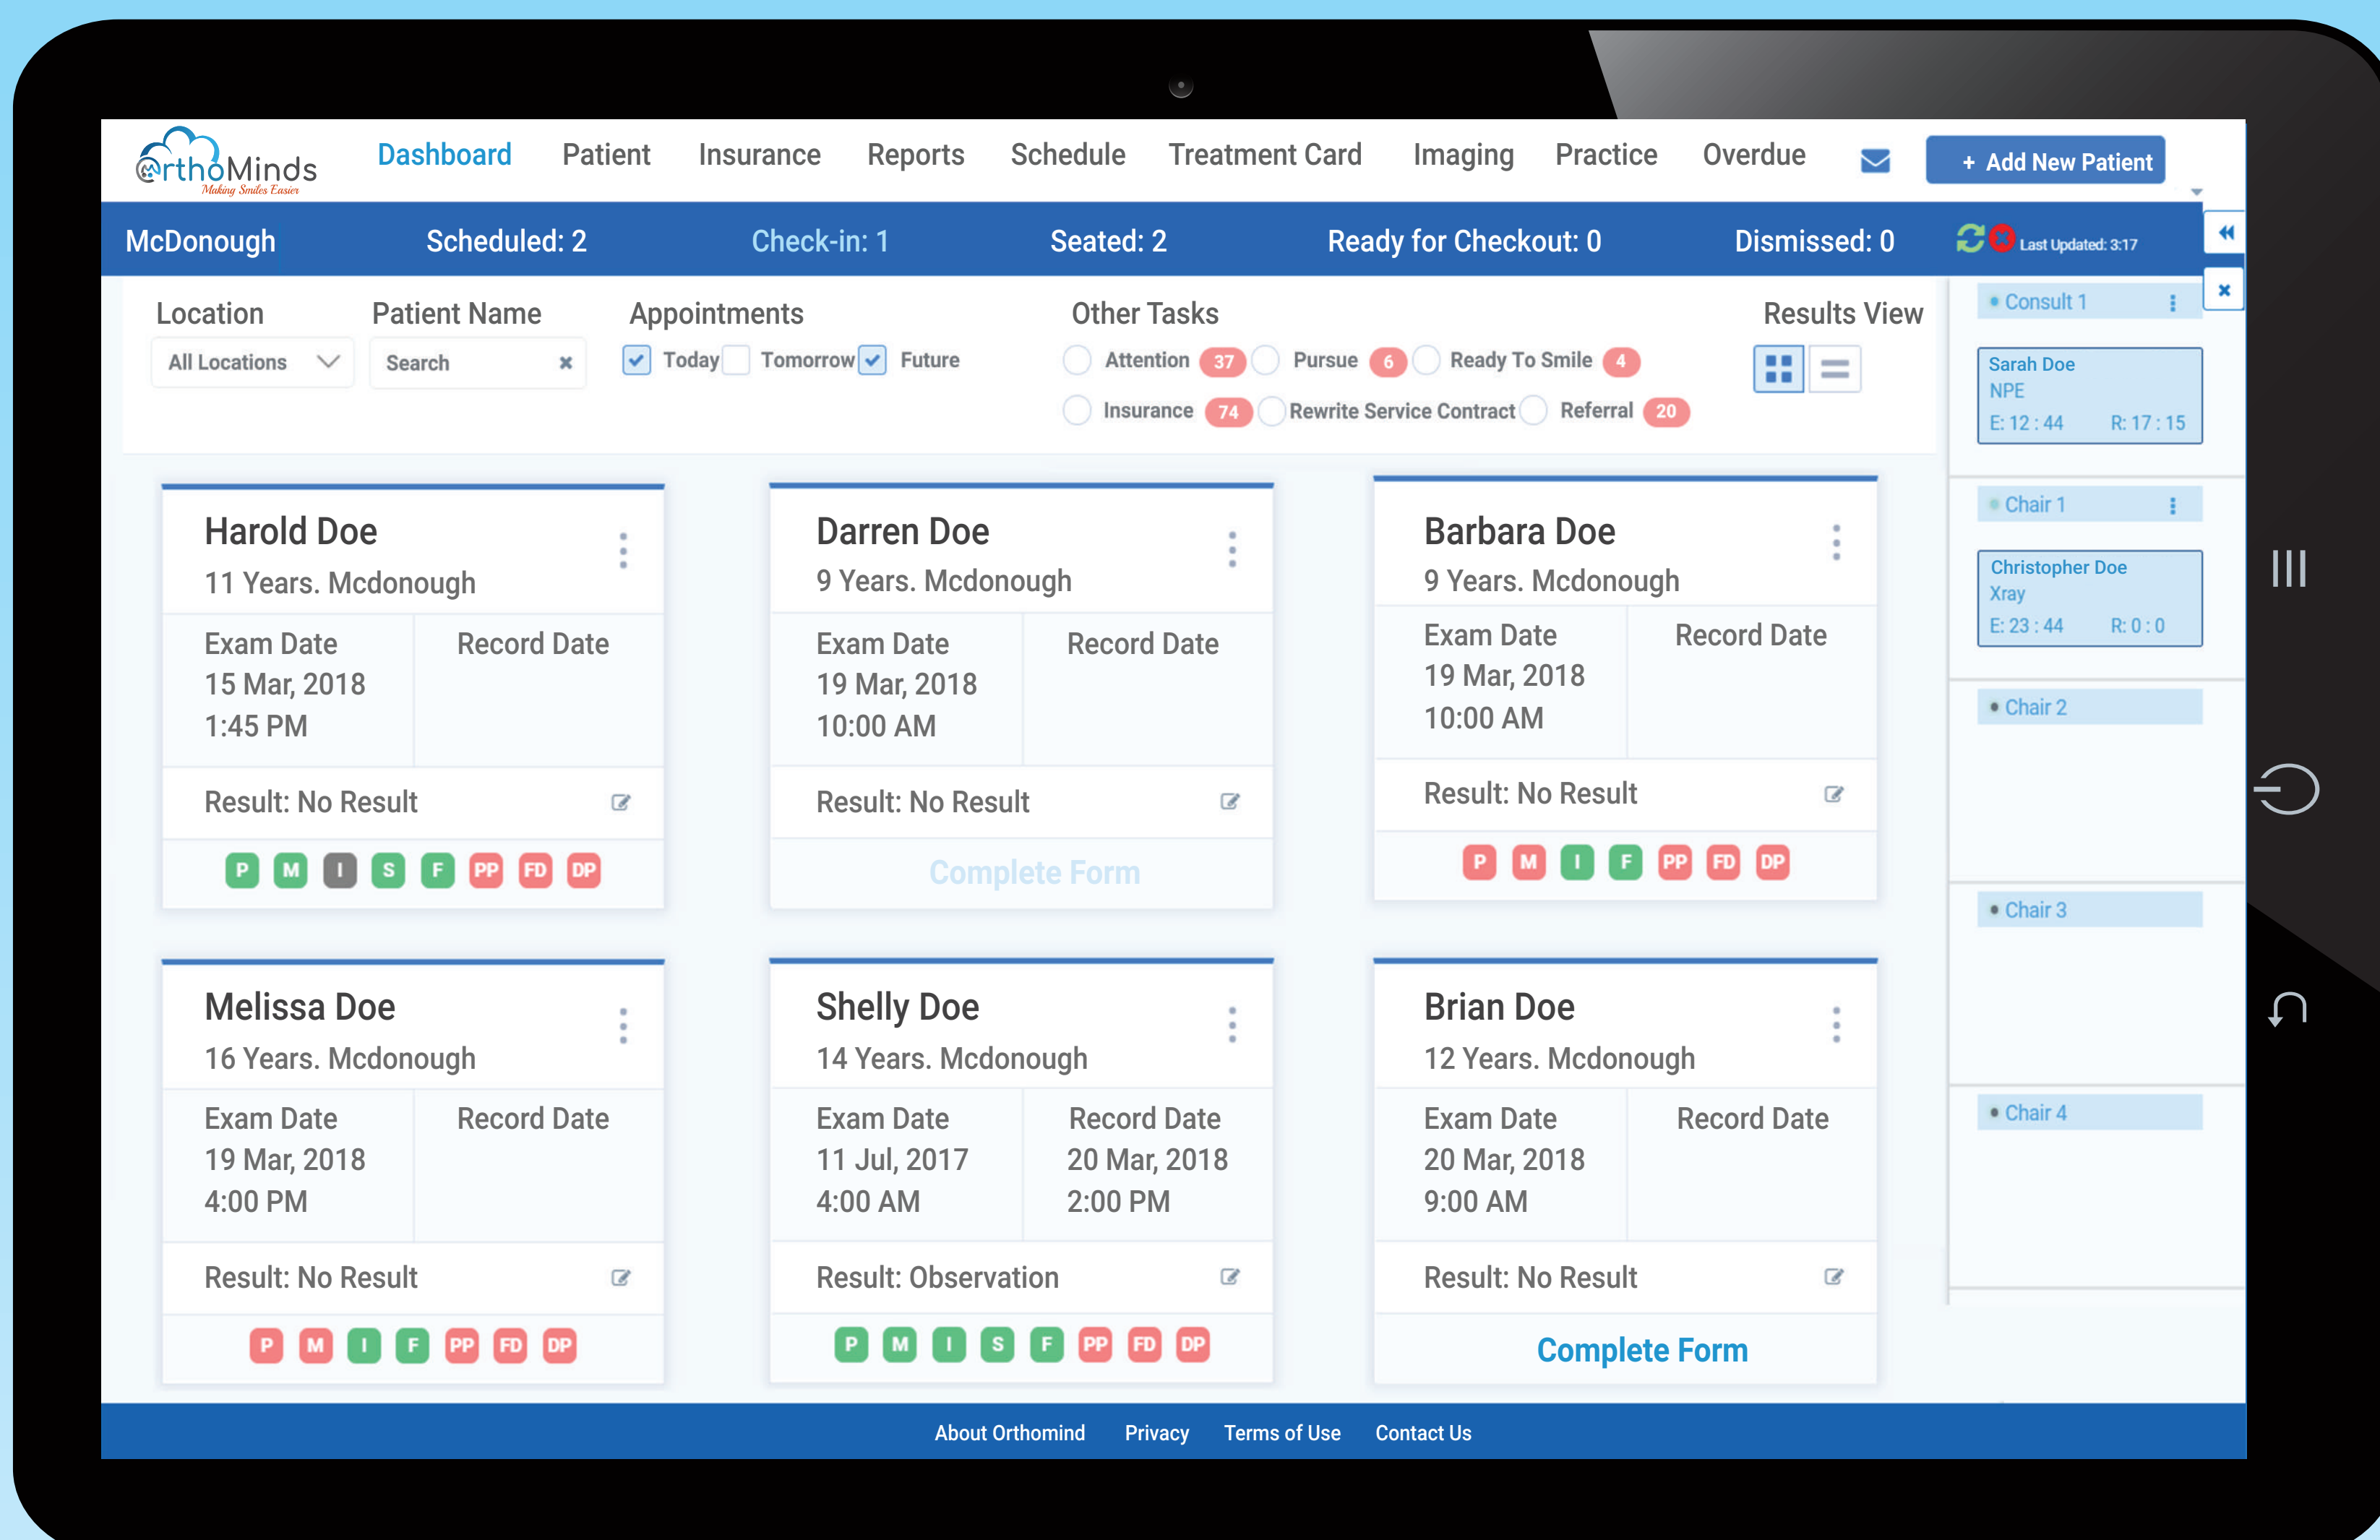 OrthoMinds
Making Smiles Easier
Dashboard Patient Insurance Reports Schedule Treatment Card Imaging Practice Overdue + Add New Patient
McDonough Scheduled: 2 Check-in: 1 Seated: 2 Ready for Checkout: 0 Dismissed: 0 Last Updated: 3:17
Location Patient Name Appointments Other Tasks Results View
All Locations Search Today Tomorrow Future Attention 37 Pursue 6 Ready To Smile 4
Insurance 74 Rewrite Service Contract Referral 20
Harold Doe
11 Years. Mcdonough
Exam Date Record Date
15 Mar, 2018
1:45 PM
Result: No Result
P M I S F PP FD DP
Darren Doe
9 Years. Mcdonough
Exam Date Record Date
19 Mar, 2018
10:00 AM
Result: No Result
Complete Form
Barbara Doe
9 Years. Mcdonough
Exam Date Record Date
19 Mar, 2018
10:00 AM
Result: No Result
P M I F PP FD DP
Melissa Doe
16 Years. Mcdonough
Exam Date Record Date
19 Mar, 2018
4:00 PM
Result: No Result
P M I F PP FD DP
Shelly Doe
14 Years. Mcdonough
Exam Date Record Date
11 Jul, 2017 20 Mar, 2018
4:00 AM 2:00 PM
Result: Observation
P M I S F PP FD DP
Brian Doe
12 Years. Mcdonough
Exam Date Record Date
20 Mar, 2018
9:00 AM
Result: No Result
Complete Form
Consult 1
Sarah Doe
NPE
E: 12 : 44 R: 17 : 15
Chair 1
Christopher Doe
Xray
E: 23 : 44 R: 0 : 0
Chair 2
Chair 3
Chair 4
About Orthomind Privacy Terms of Use Contact Us